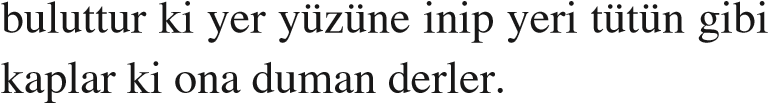 buluttur ki yer yüzüne inip yeri tütün gibi
kaplar ki ona duman derler.